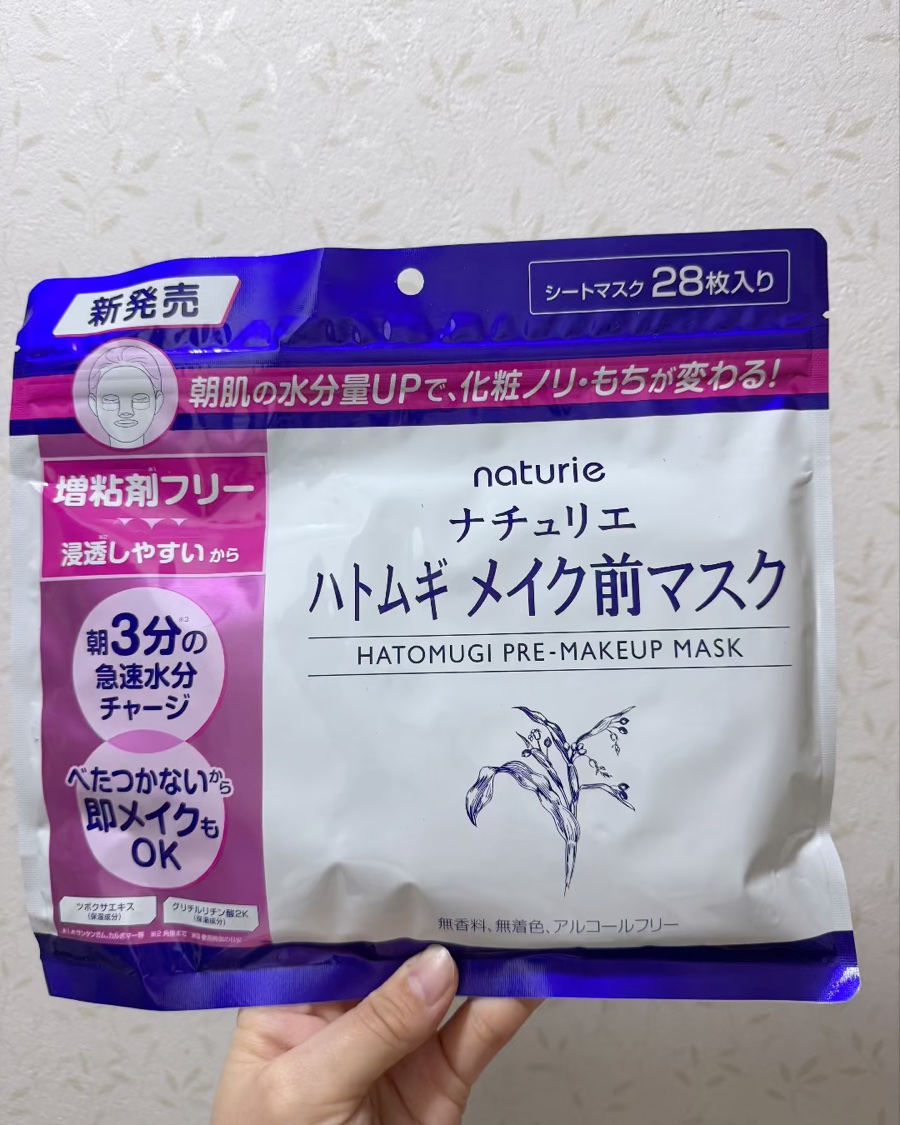 新発売
シートマスク 28枚入り
朝肌の水分量UPで、化粧ノリ・もちが変わる!
増粘剤フリー
浸透しやすいから
朝3分※3の
急速水分
チャージ
べたつかないから
即メイクも
OK
ツボクサエキス
(保湿成分)
グリチルリチン酸2K
(保湿成分)
naturie
ナチュリエ
ハトムギ メイク前マスク
HATOMUGI PRE-MAKEUP MASK
無香料、無着色、アルコールフリー